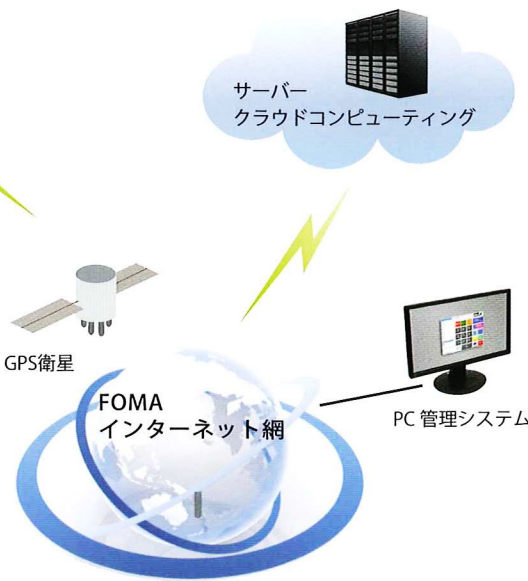 サーバー
クラウドコンピューティング
GPS衛星
FOMA
インターネット網
PC 管理システム